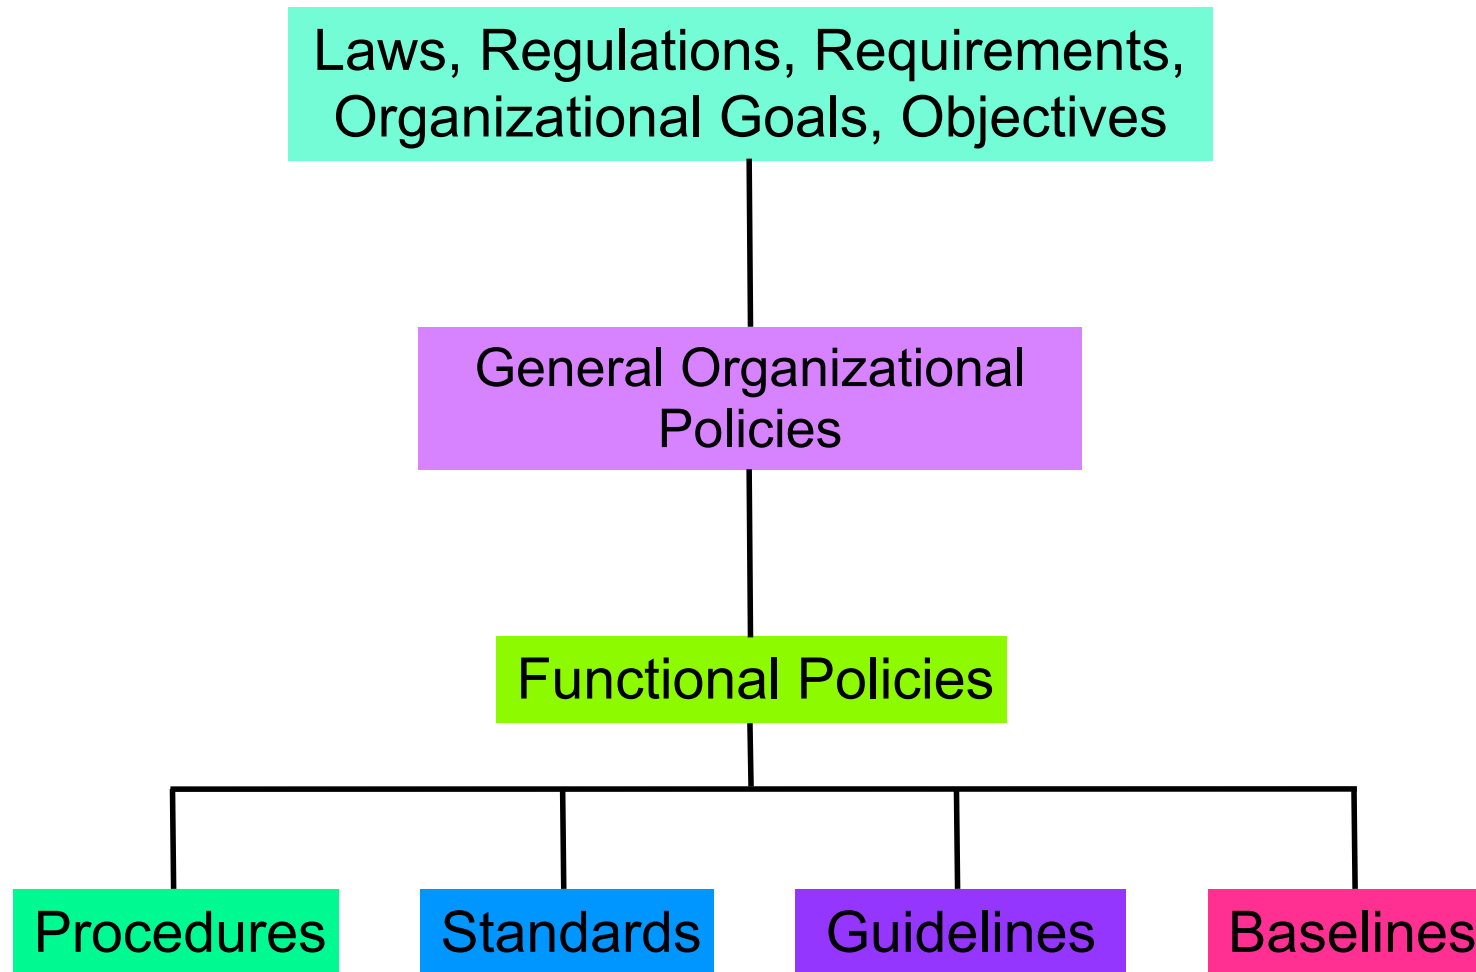 Laws, Regulations, Requirements,
Organizational Goals, Objectives
General Organizational
Policies
Functional Policies
Procedures
Standards
Guidelines
Baselines